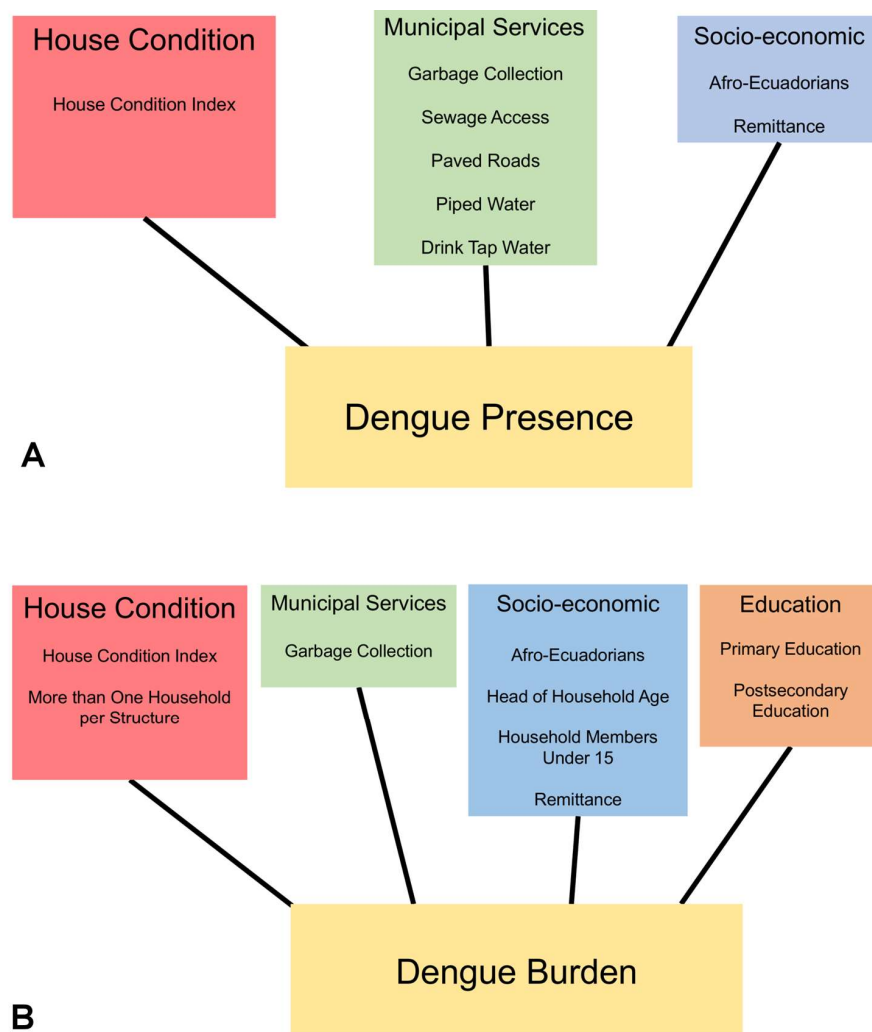 House Condition
House Condition Index
Municipal Services
Garbage Collection
Sewage Access
Paved Roads
Piped Water
Drink Tap Water
Socio-economic
Afro-Ecuadorians
Remittance
Dengue Presence
A
House Condition
House Condition Index
More than One Household
per Structure
Municipal Services
Garbage Collection
Socio-economic
Afro-Ecuadorians
Head of Household Age
Household Members
Under 15
Remittance
Education
Primary Education
Postsecondary
Education
Dengue Burden
B